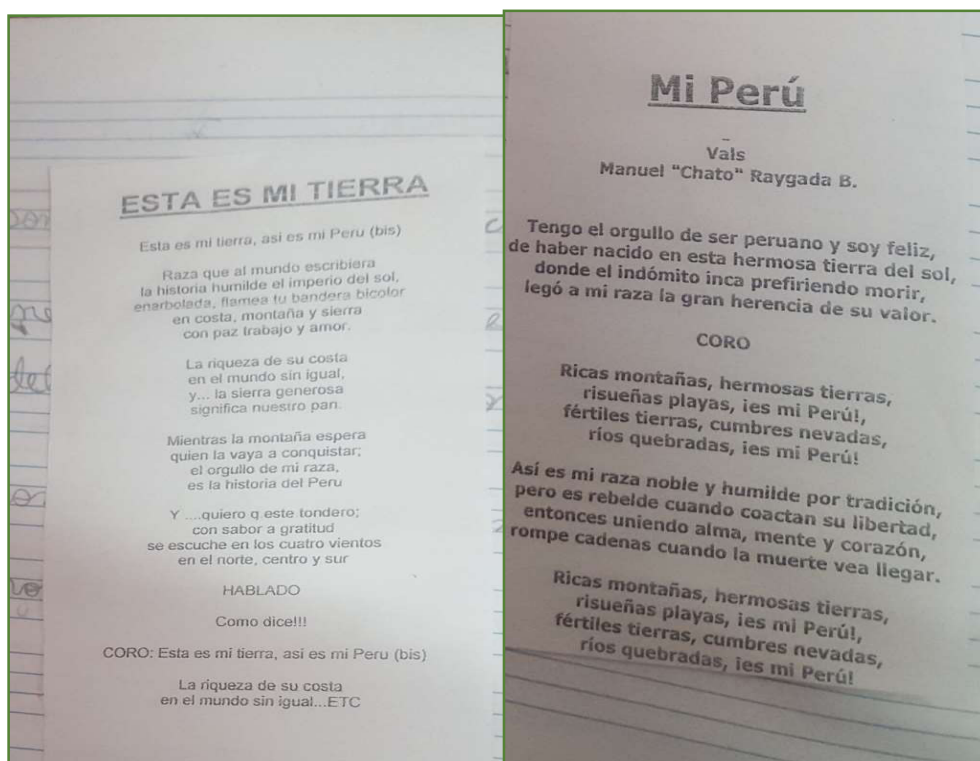 ESTA ES MI TIERRA
Esta es mi tierra, asi es mi Peru (bis)
Raza que al mundo escribiera
la historia humilde el imperio del sol,
enarbolada, flamea tu bandera bicolor
en costa, montaña y sierra
con paz trabajo y amor.
La riqueza de su costa
en el mundo sin igual,
y... la sierra generosa
significa nuestro pan.
Mientras la montaña espera
quien la vaya a conquistar;
el orgullo de mi raza,
es la historia del Peru
Y ....quiero q este tondero;
con sabor a gratitud
se escuche en los cuatro vientos
en el norte, centro y sur
HABLADO
Como dice!!!
CORO: Esta es mi tierra, asi es mi Peru (bis)
La riqueza de su costa
en el mundo sin igual...ETC
Mi Perú
Vals
Manuel "Chato" Raygada B.
Tengo el orgullo de ser peruano y soy feliz,
de haber nacido en esta hermosa tierra del sol,
donde el indómito inca prefiriendo morir,
legó a mi raza la gran herencia de su valor.
CORO
Ricas montañas, hermosas tierras,
risueñas playas, ¡es mi Perú!,
fértiles tierras, cumbres nevadas,
ríos quebradas, ¡es mi Perú!
Así es mi raza noble y humilde por tradición,
pero es rebelde cuando coactan su libertad,
entonces uniendo alma, mente y corazón,
rompe cadenas cuando la muerte vea llegar.
Ricas montañas, hermosas tierras,
risueñas playas, ¡es mi Perú!,
fértiles tierras, cumbres nevadas,
ríos quebradas, ¡es mi Perú!